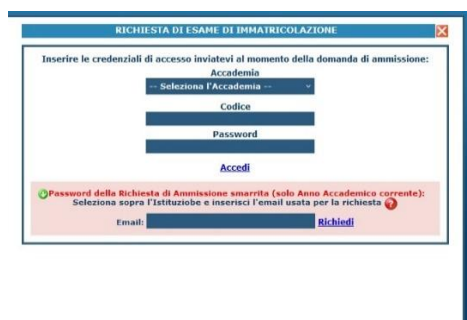 RICHIESTA DI ESAME DI IMMATRICOLAZIONE
Inserire le credenziali di accesso inviatevi al momento della domanda di ammissione:
Accademia
-- Seleziona l'Accademia --
Codice
Password
Accedi
Password della Richiesta di Ammissione smarrita (solo Anno Accademico corrente):
Seleziona sopra l'Istituziobe e inserisci l'email usata per la richiesta ?
Email: Richiedi